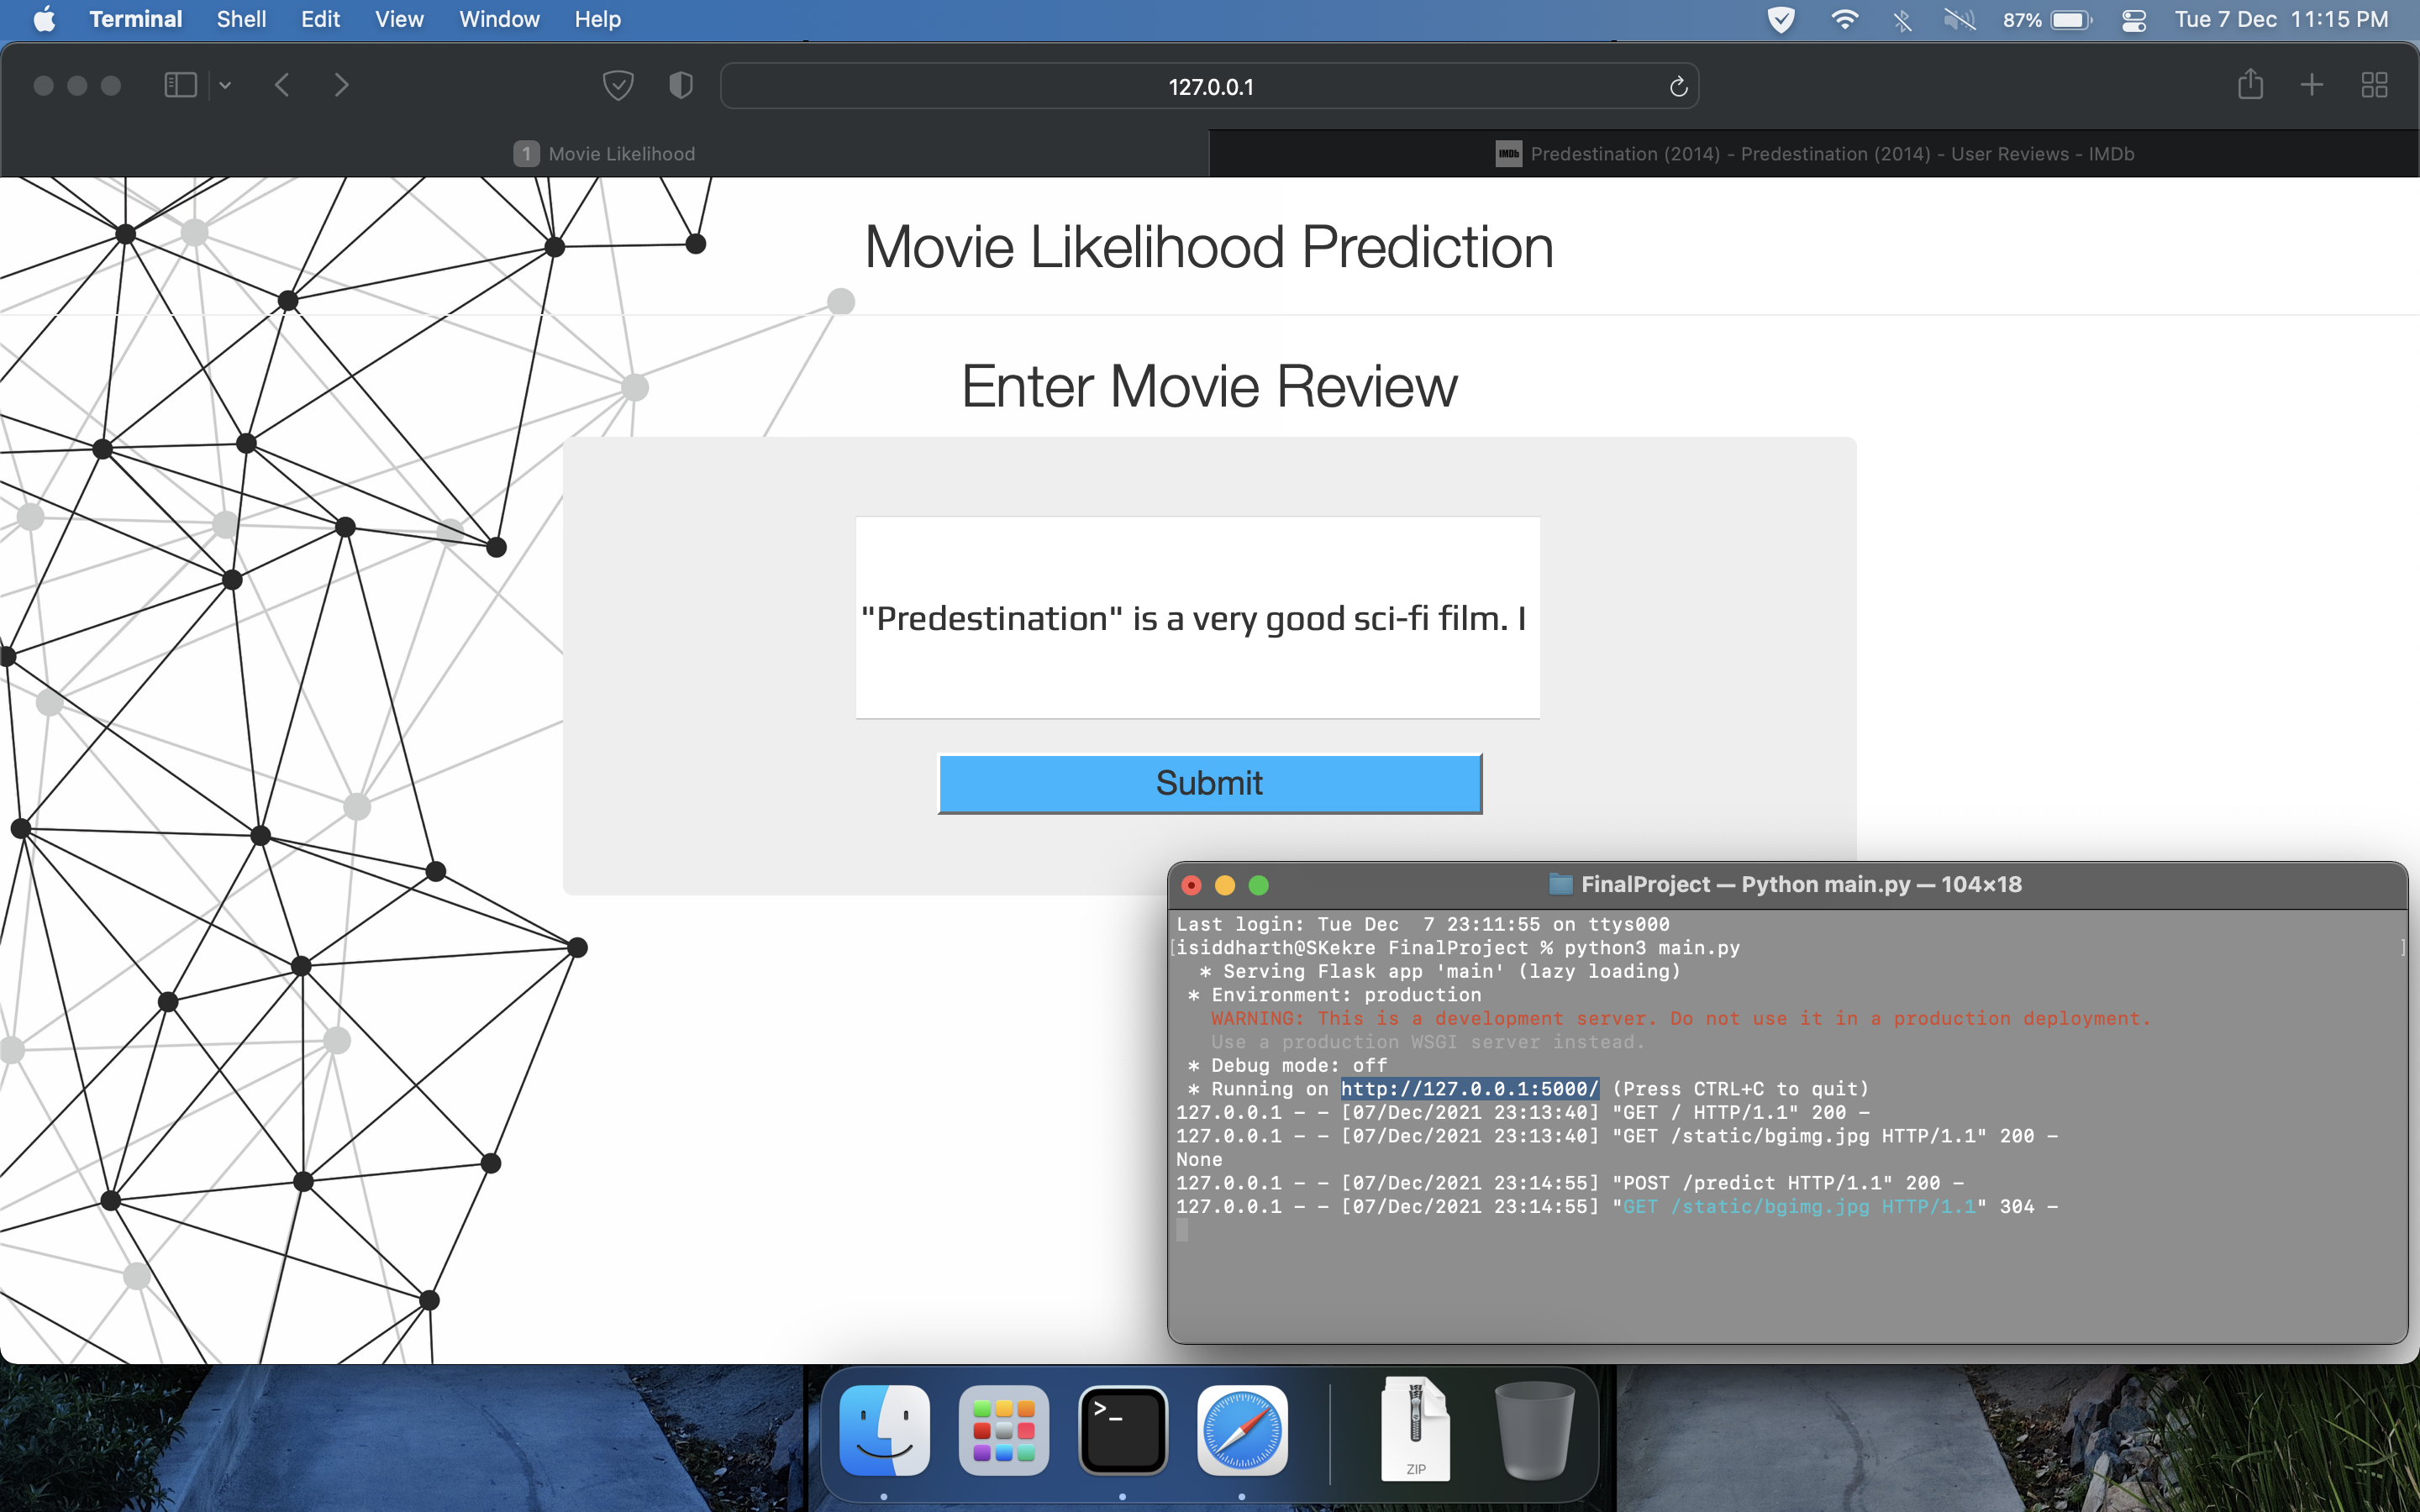 Terminal Shell Edit View Window Help 87% Tue 7 Dec 11:15 PM
127.0.0.1
1 Movie Likelihood
IMDb Predestination (2014) - Predestination (2014) - User Reviews - IMDb
Movie Likelihood Prediction
Enter Movie Review
"Predestination" is a very good sci-fi film. I
Submit
FinalProject — Python main.py — 104×18
Last login: Tue Dec  7 23:11:55 on ttys000
[isiddharth@SKekre FinalProject % python3 main.py ]
* Serving Flask app 'main' (lazy loading)
* Environment: production
WARNING: This is a development server. Do not use it in a production deployment.
Use a production WSGI server instead.
* Debug mode: off
* Running on http://127.0.0.1:5000/ (Press CTRL+C to quit)
127.0.0.1 - - [07/Dec/2021 23:13:40] "GET / HTTP/1.1" 200 -
127.0.0.1 - - [07/Dec/2021 23:13:40] "GET /static/bgimg.jpg HTTP/1.1" 200 -
None
127.0.0.1 - - [07/Dec/2021 23:14:55] "POST /predict HTTP/1.1" 200 -
127.0.0.1 - - [07/Dec/2021 23:14:55] "GET /static/bgimg.jpg HTTP/1.1" 304 -
>_
ZIP